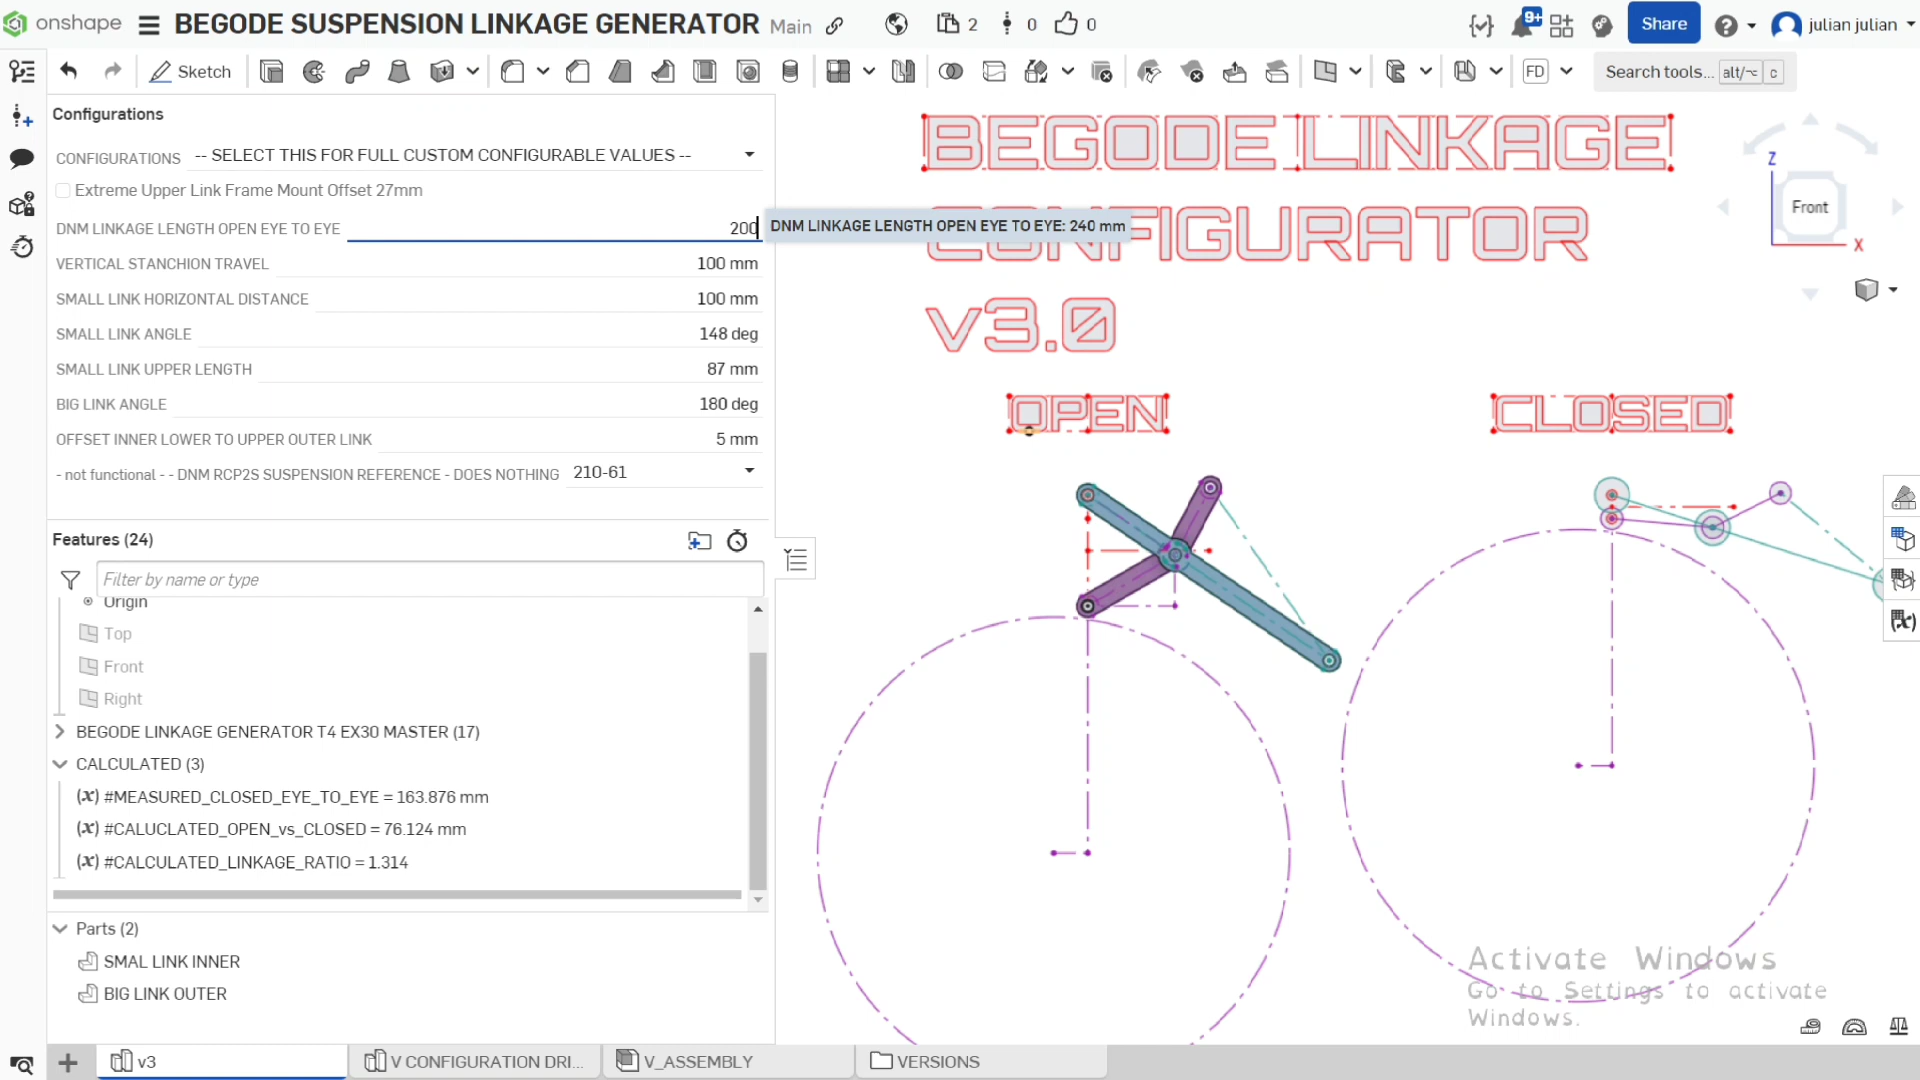 onshape BEGODE SUSPENSION LINKAGE GENERATOR Main 2 0 0 9+ Share julian julian
Sketch FD Search tools... alt/⌥ c
Configurations
CONFIGURATIONS -- SELECT THIS FOR FULL CUSTOM CONFIGURABLE VALUES --
Extreme Upper Link Frame Mount Offset 27mm
DNM LINKAGE LENGTH OPEN EYE TO EYE 200
DNM LINKAGE LENGTH OPEN EYE TO EYE: 240 mm
VERTICAL STANCHION TRAVEL 100 mm
SMALL LINK HORIZONTAL DISTANCE 100 mm
SMALL LINK ANGLE 148 deg
SMALL LINK UPPER LENGTH 87 mm
BIG LINK ANGLE 180 deg
OFFSET INNER LOWER TO UPPER OUTER LINK 5 mm
- not functional - - DNM RCP2S SUSPENSION REFERENCE - DOES NOTHING 210-61
Features (24)
Filter by name or type
Origin
Top
Front
Right
BEGODE LINKAGE GENERATOR T4 EX30 MASTER (17)
CALCULATED (3)
(x) #MEASURED_CLOSED_EYE_TO_EYE = 163.876 mm
(x) #CALUCLATED_OPEN_vs_CLOSED = 76.124 mm
(x) #CALCULATED_LINKAGE_RATIO = 1.314
Parts (2)
SMAL LINK INNER
BIG LINK OUTER
BEGODE LINKAGE
CONFIGURATOR
v3.0
OPEN
CLOSED
Z
Front
X
(x)
Activate Windows
Go to Settings to activate
Windows.
v3 V CONFIGURATION DRI... V_ASSEMBLY VERSIONS